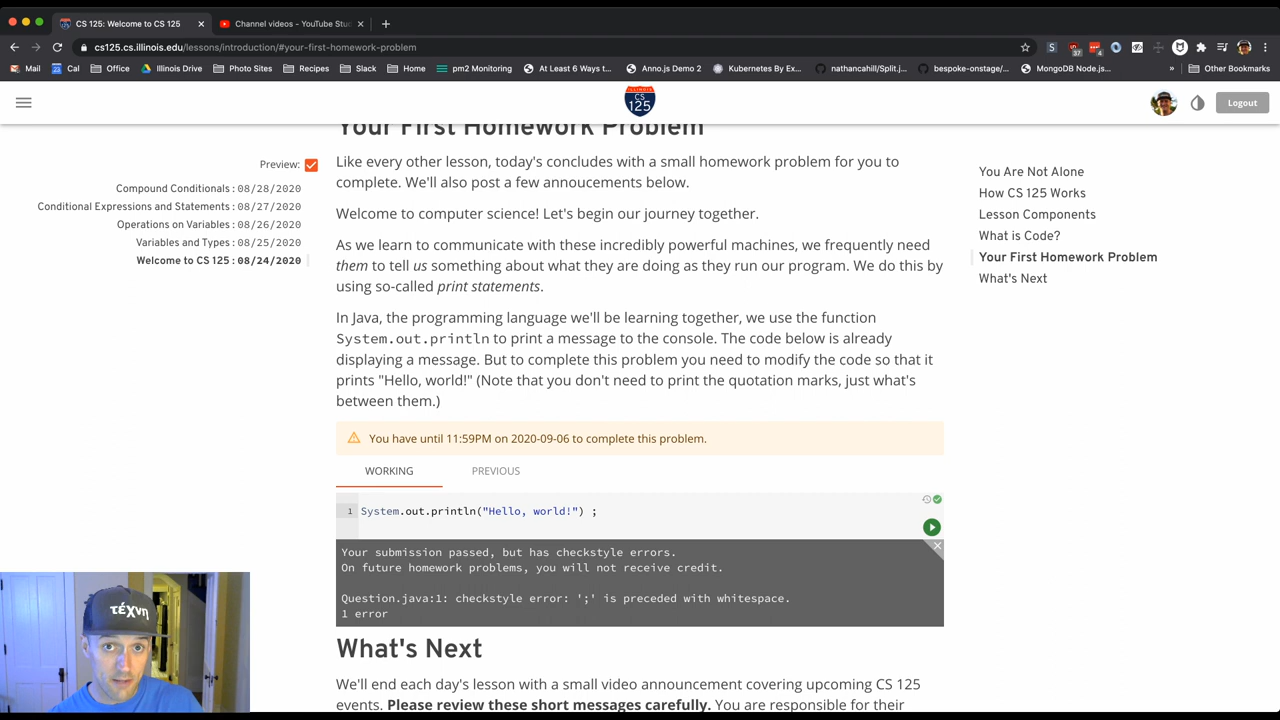 CS 125: Welcome to CS 125
Channel videos - YouTube Stu
cs125.cs.illinois.edu/lessons/introduction/#your-first-homework-problem
Mail
Cal
Office
Illinois Drive
Photo Sites
Recipes
Slack
Home
pm2 Monitoring
At Least 6 Ways t...
Anno.js Demo 2
Kubernetes By Ex...
nathancahill/Split.j...
bespoke-onstage/...
MongoDB Node.js...
»
Other Bookmarks
ILLINOIS
CS
125
Logout
Your First Homework Problem
Preview:
Compound Conditionals : 08/28/2020
Conditional Expressions and Statements : 08/27/2020
Operations on Variables : 08/26/2020
Variables and Types : 08/25/2020
Welcome to CS 125 : 08/24/2020
Like every other lesson, today's concludes with a small homework problem for you to
complete. We'll also post a few annoucements below.
Welcome to computer science! Let's begin our journey together.
As we learn to communicate with these incredibly powerful machines, we frequently need
them to tell us something about what they are doing as they run our program. We do this by
using so-called print statements.
In Java, the programming language we'll be learning together, we use the function
System.out.println to print a message to the console. The code below is already
displaying a message. But to complete this problem you need to modify the code so that it
prints "Hello, world!" (Note that you don't need to print the quotation marks, just what's
between them.)
You have until 11:59PM on 2020-09-06 to complete this problem.
WORKING
PREVIOUS
1 System.out.println("Hello, world!") ;
Your submission passed, but has checkstyle errors.
On future homework problems, you will not receive credit.
Question.java:1: checkstyle error: ';' is preceded with whitespace.
1 error
What's Next
We'll end each day's lesson with a small video announcement covering upcoming CS 125
events. Please review these short messages carefully. You are responsible for their
You Are Not Alone
How CS 125 Works
Lesson Components
What is Code?
Your First Homework Problem
What's Next
τέχνη